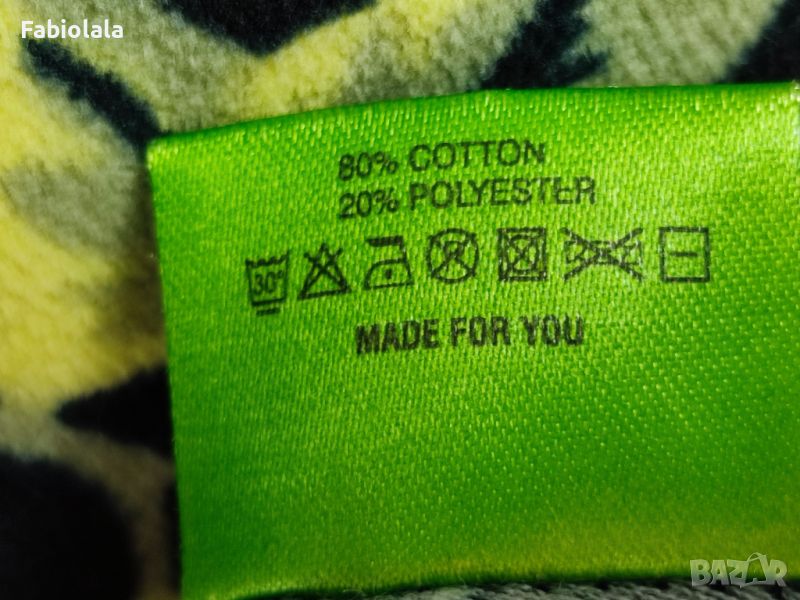 Fabiolala
80% COTTON
20% POLYESTER
30°
MADE FOR YOU
BAZAR